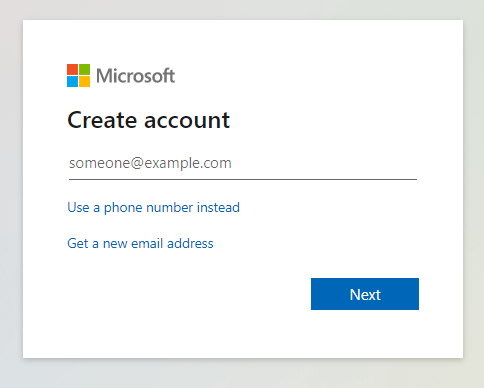 Microsoft
Create account
someone@example.com
Use a phone number instead
Get a new email address
Next